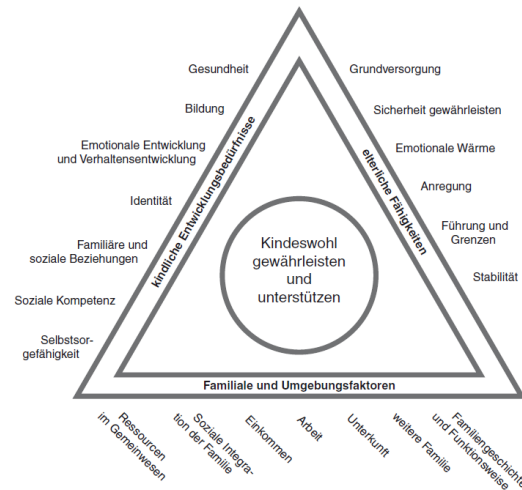 Gesundheit
Bildung
Emotionale Entwicklung
und Verhaltensentwicklung
Identität
Familiäre und
soziale Beziehungen
Soziale Kompetenz
Selbstsor-
gefähigkeit
kindliche Entwicklungsbedürfnisse
Kindeswohl
gewährleisten
und
unterstützen
elterliche Fähigkeiten
Grundversorgung
Sicherheit gewährleisten
Emotionale Wärme
Anregung
Führung und
Grenzen
Stabilität
Familiale und Umgebungsfaktoren
Ressourcen
im Gemeinwesen
Soziale Integra-
tion der Familie
Einkommen
Arbeit
Unterkunft
weitere Familie
Familiengeschichte
und Funktionsweise